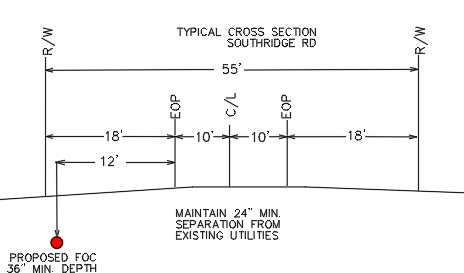 TYPICAL CROSS SECTION
SOUTHRIDGE RD
R/W
R/W
55'
EOP
C/L
EOP
18'
10'
10'
18'
12'
MAINTAIN 24" MIN.
SEPARATION FROM
EXISTING UTILITIES
PROPOSED FOC
36" MIN. DEPTH